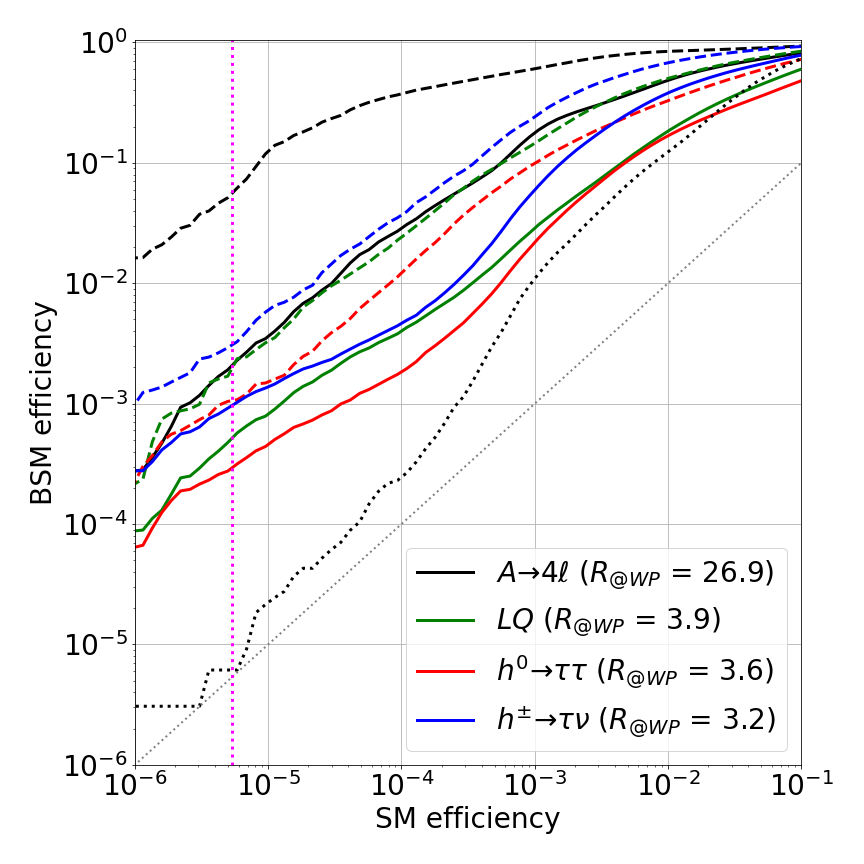 10⁰
10⁻¹
10⁻²
10⁻³
10⁻⁴
10⁻⁵
10⁻⁶
BSM efficiency
A→4ℓ (R@WP = 26.9)
LQ (R@WP = 3.9)
h⁰→ττ (R@WP = 3.6)
h±→τν (R@WP = 3.2)
10⁻⁶ 10⁻⁵ 10⁻⁴ 10⁻³ 10⁻² 10⁻¹
SM efficiency